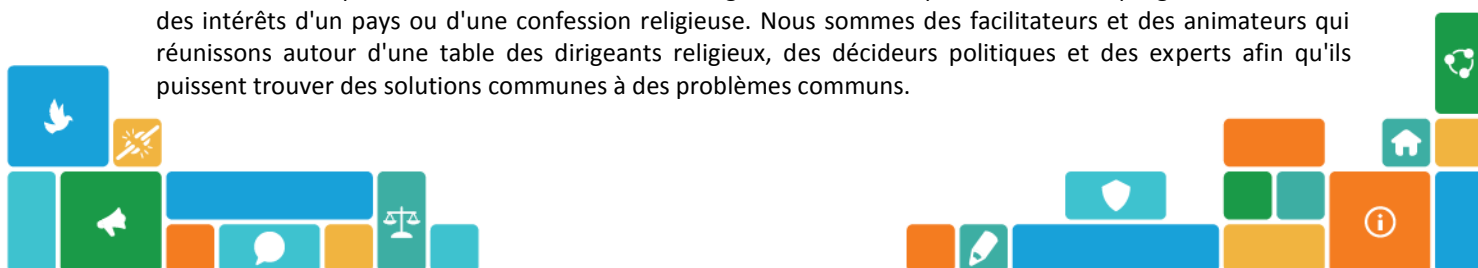 des intérêts d'un pays ou d'une confession religieuse. Nous sommes des facilitateurs et des animateurs qui
réunissons autour d'une table des dirigeants religieux, des décideurs politiques et des experts afin qu'ils
puissent trouver des solutions communes à des problèmes communs.